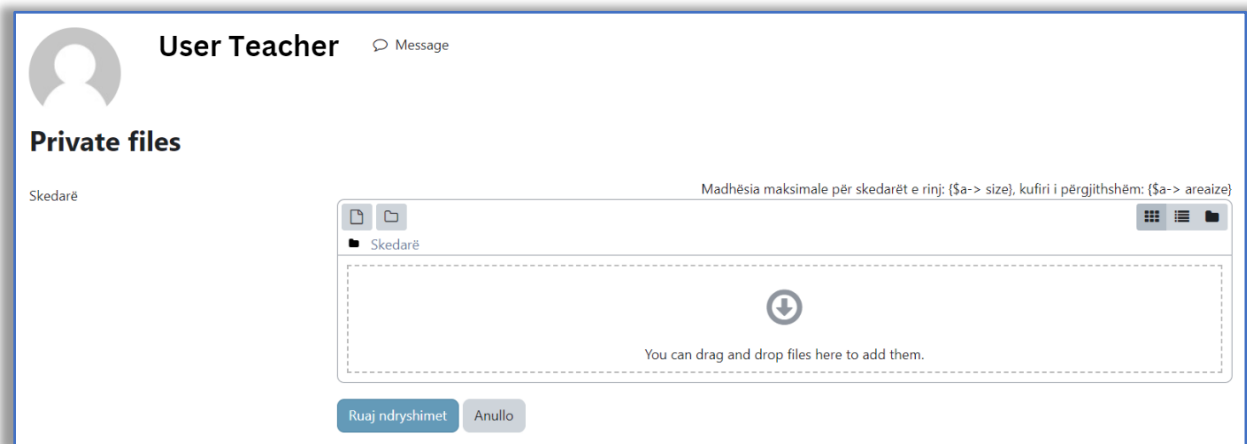 User Teacher
Message
Private files
Skedarë
Madhësia maksimale për skedarët e rinj: {$a-> size}, kufiri i përgjithshëm: {$a-> areaize}
Skedarë
You can drag and drop files here to add them.
Ruaj ndryshimet
Anullo